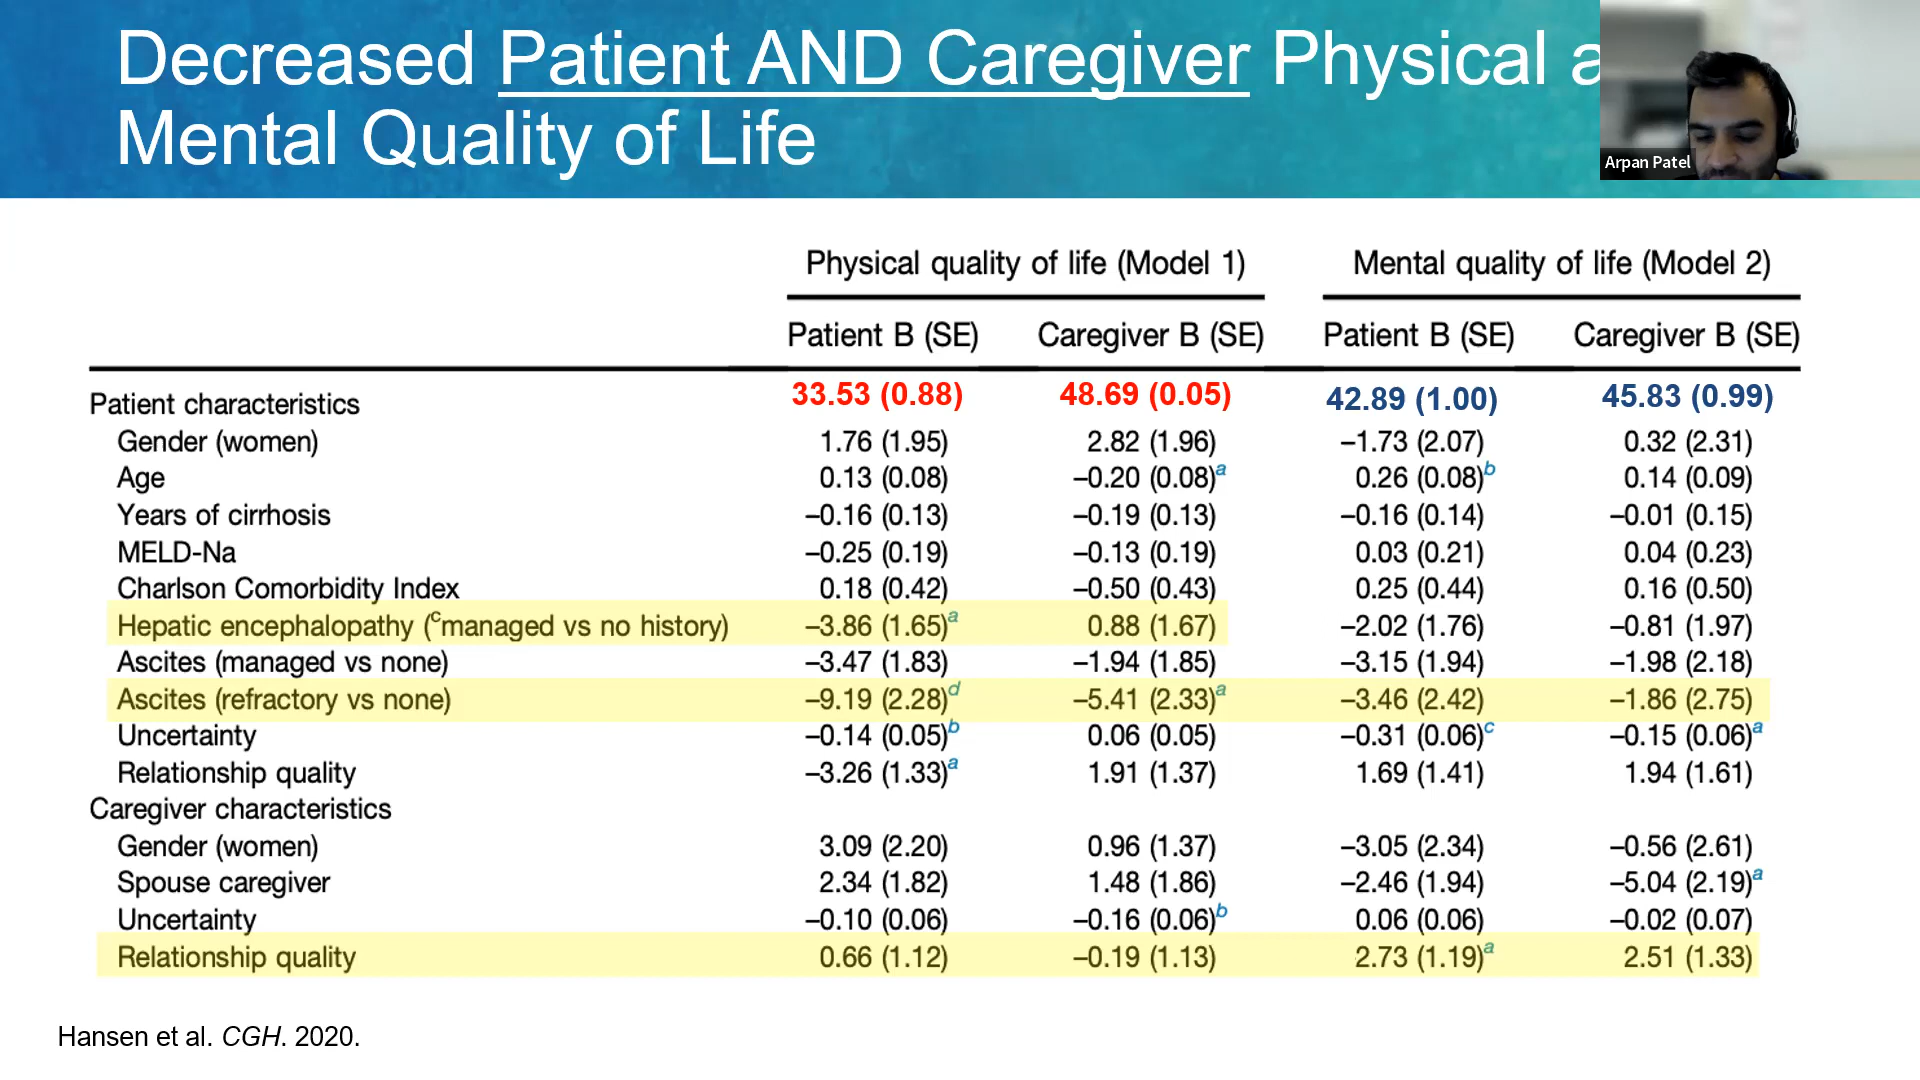 Decreased Patient AND Caregiver Physical a
Mental Quality of Life
Arpan Patel
Physical quality of life (Model 1) Mental quality of life (Model 2)
Patient B (SE) Caregiver B (SE) Patient B (SE) Caregiver B (SE)
Patient characteristics 33.53 (0.88) 48.69 (0.05) 42.89 (1.00) 45.83 (0.99)
Gender (women) 1.76 (1.95) 2.82 (1.96) –1.73 (2.07) 0.32 (2.31)
Age 0.13 (0.08) –0.20 (0.08)a 0.26 (0.08)b 0.14 (0.09)
Years of cirrhosis –0.16 (0.13) –0.19 (0.13) –0.16 (0.14) –0.01 (0.15)
MELD-Na –0.25 (0.19) –0.13 (0.19) 0.03 (0.21) 0.04 (0.23)
Charlson Comorbidity Index 0.18 (0.42) –0.50 (0.43) 0.25 (0.44) 0.16 (0.50)
Hepatic encephalopathy (cmanaged vs no history) –3.86 (1.65)a 0.88 (1.67) –2.02 (1.76) –0.81 (1.97)
Ascites (managed vs none) –3.47 (1.83) –1.94 (1.85) –3.15 (1.94) –1.98 (2.18)
Ascites (refractory vs none) –9.19 (2.28)d –5.41 (2.33)a –3.46 (2.42) –1.86 (2.75)
Uncertainty –0.14 (0.05)b 0.06 (0.05) –0.31 (0.06)c –0.15 (0.06)a
Relationship quality –3.26 (1.33)a 1.91 (1.37) 1.69 (1.41) 1.94 (1.61)
Caregiver characteristics
Gender (women) 3.09 (2.20) 0.96 (1.37) –3.05 (2.34) –0.56 (2.61)
Spouse caregiver 2.34 (1.82) 1.48 (1.86) –2.46 (1.94) –5.04 (2.19)a
Uncertainty –0.10 (0.06) –0.16 (0.06)b 0.06 (0.06) –0.02 (0.07)
Relationship quality 0.66 (1.12) –0.19 (1.13) 2.73 (1.19)a 2.51 (1.33)
Hansen et al. CGH. 2020.